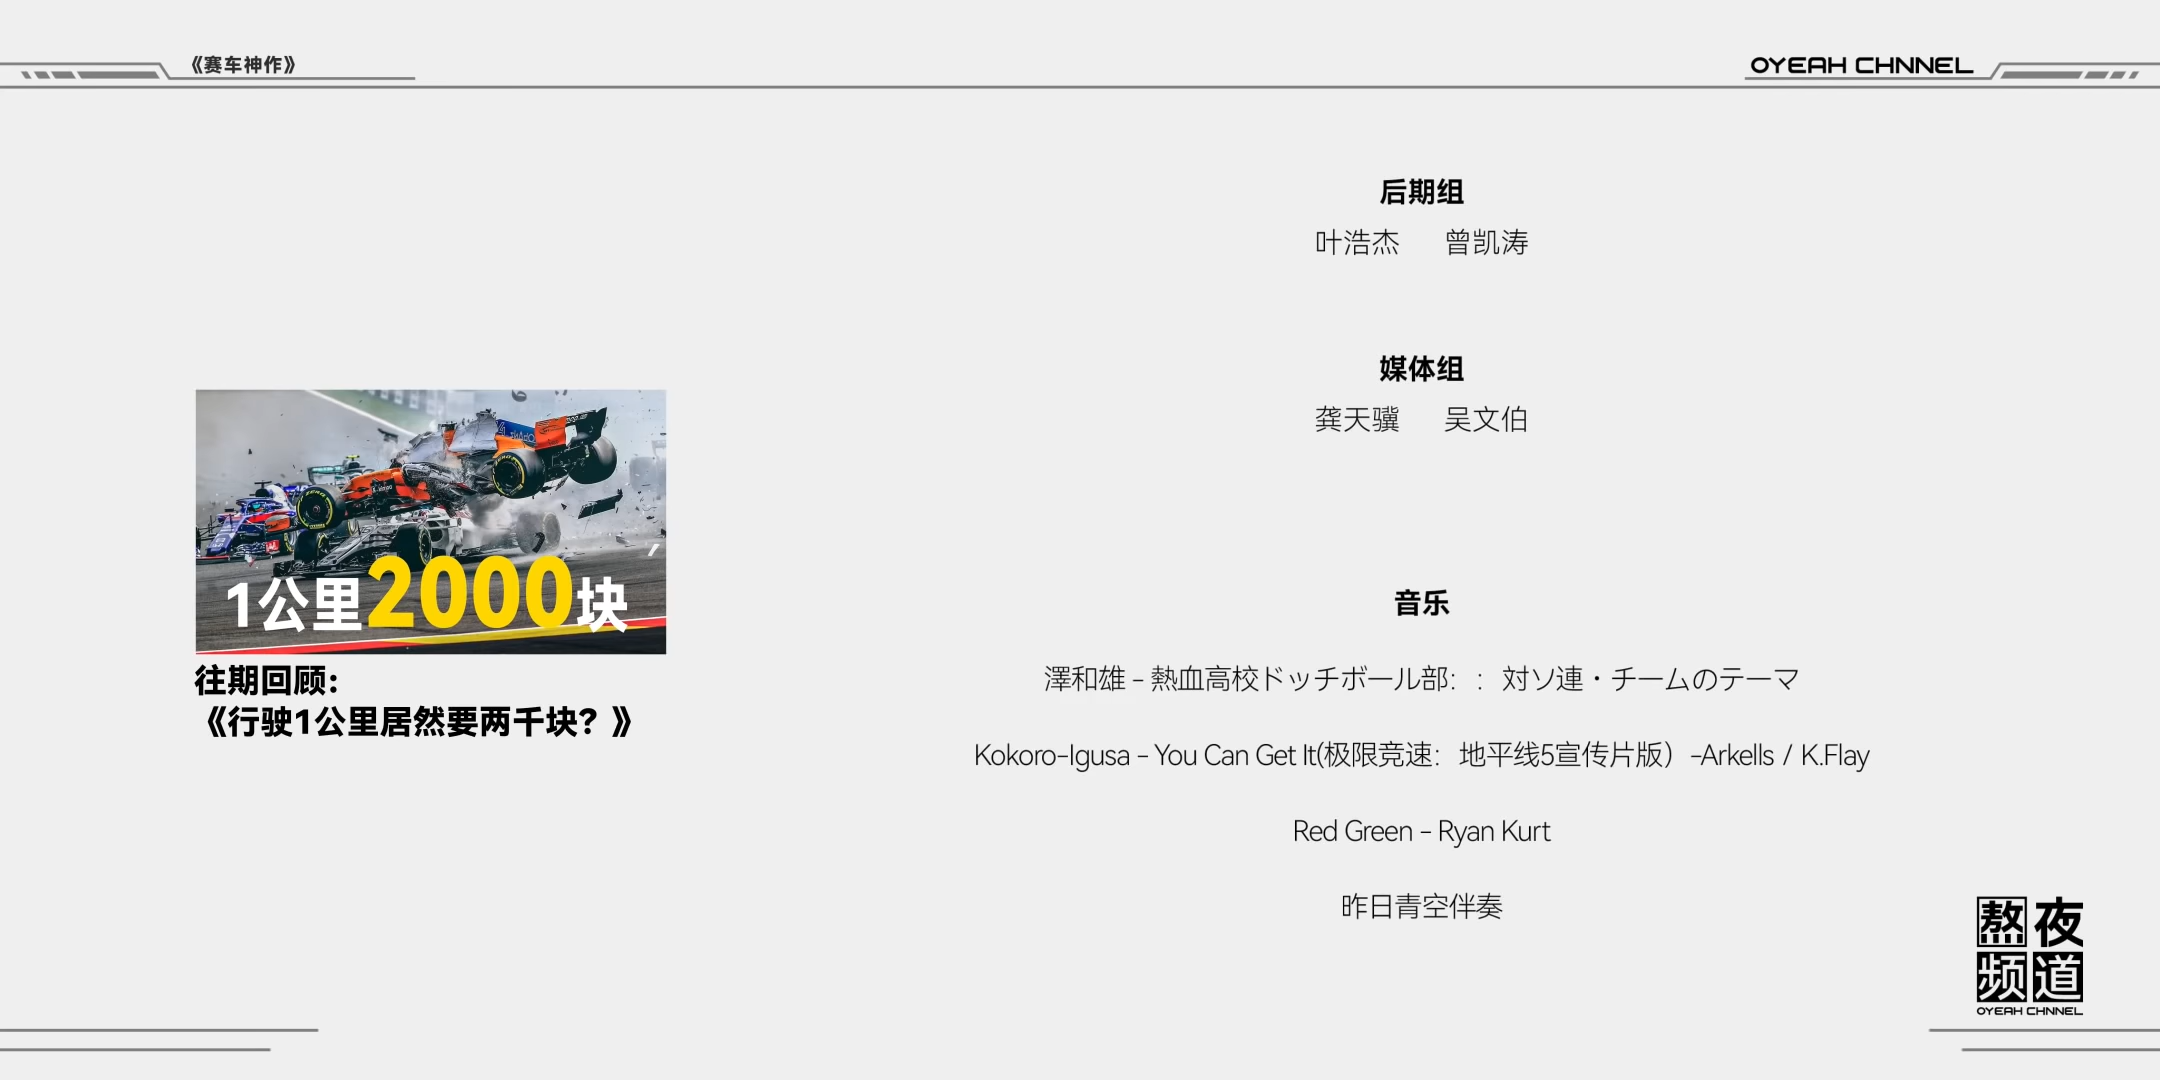 《赛车神作》
OYEAH CHNNEL
后期组
叶浩杰 曾凯涛
媒体组
龚天骥 吴文伯
音乐
澤和雄 - 熱血高校ドッチボール部：：対ソ連・チームのテーマ
Kokoro-Igusa - You Can Get It(极限竞速：地平线5宣传片版）-Arkells / K.Flay
Red Green - Ryan Kurt
昨日青空伴奏
1公里2000块
往期回顾：
《行驶1公里居然要两千块？》
熬夜
频道
OYEAH CHNNEL